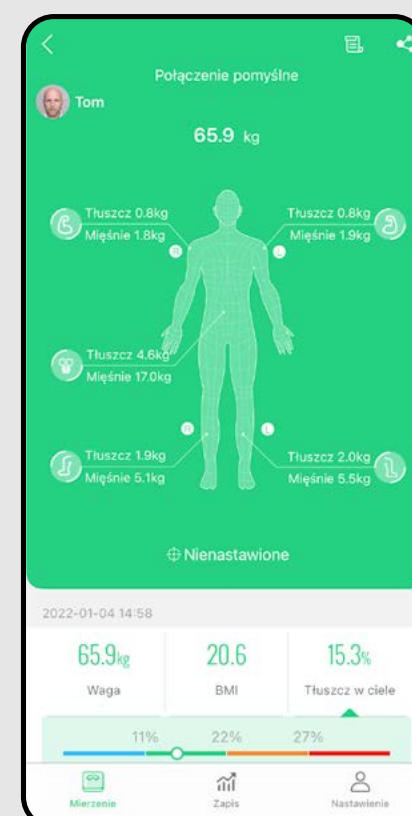 Połączenie pomyślne
Tom
65.9 kg
Tłuszcz 0.8kg
Mięśnie 1.8kg
Tłuszcz 0.8kg
Mięśnie 1.9kg
R
L
Tłuszcz 4.6kg
Mięśnie 17.0kg
R
L
Tłuszcz 1.9kg
Mięśnie 5.1kg
Tłuszcz 2.0kg
Mięśnie 5.5kg
Nienastawione
2022-01-04 14:58
65.9kg
Waga
20.6
BMI
15.3%
Tłuszcz w ciele
11% 22% 27%
Mierzenie
Zapis
Nastawienie